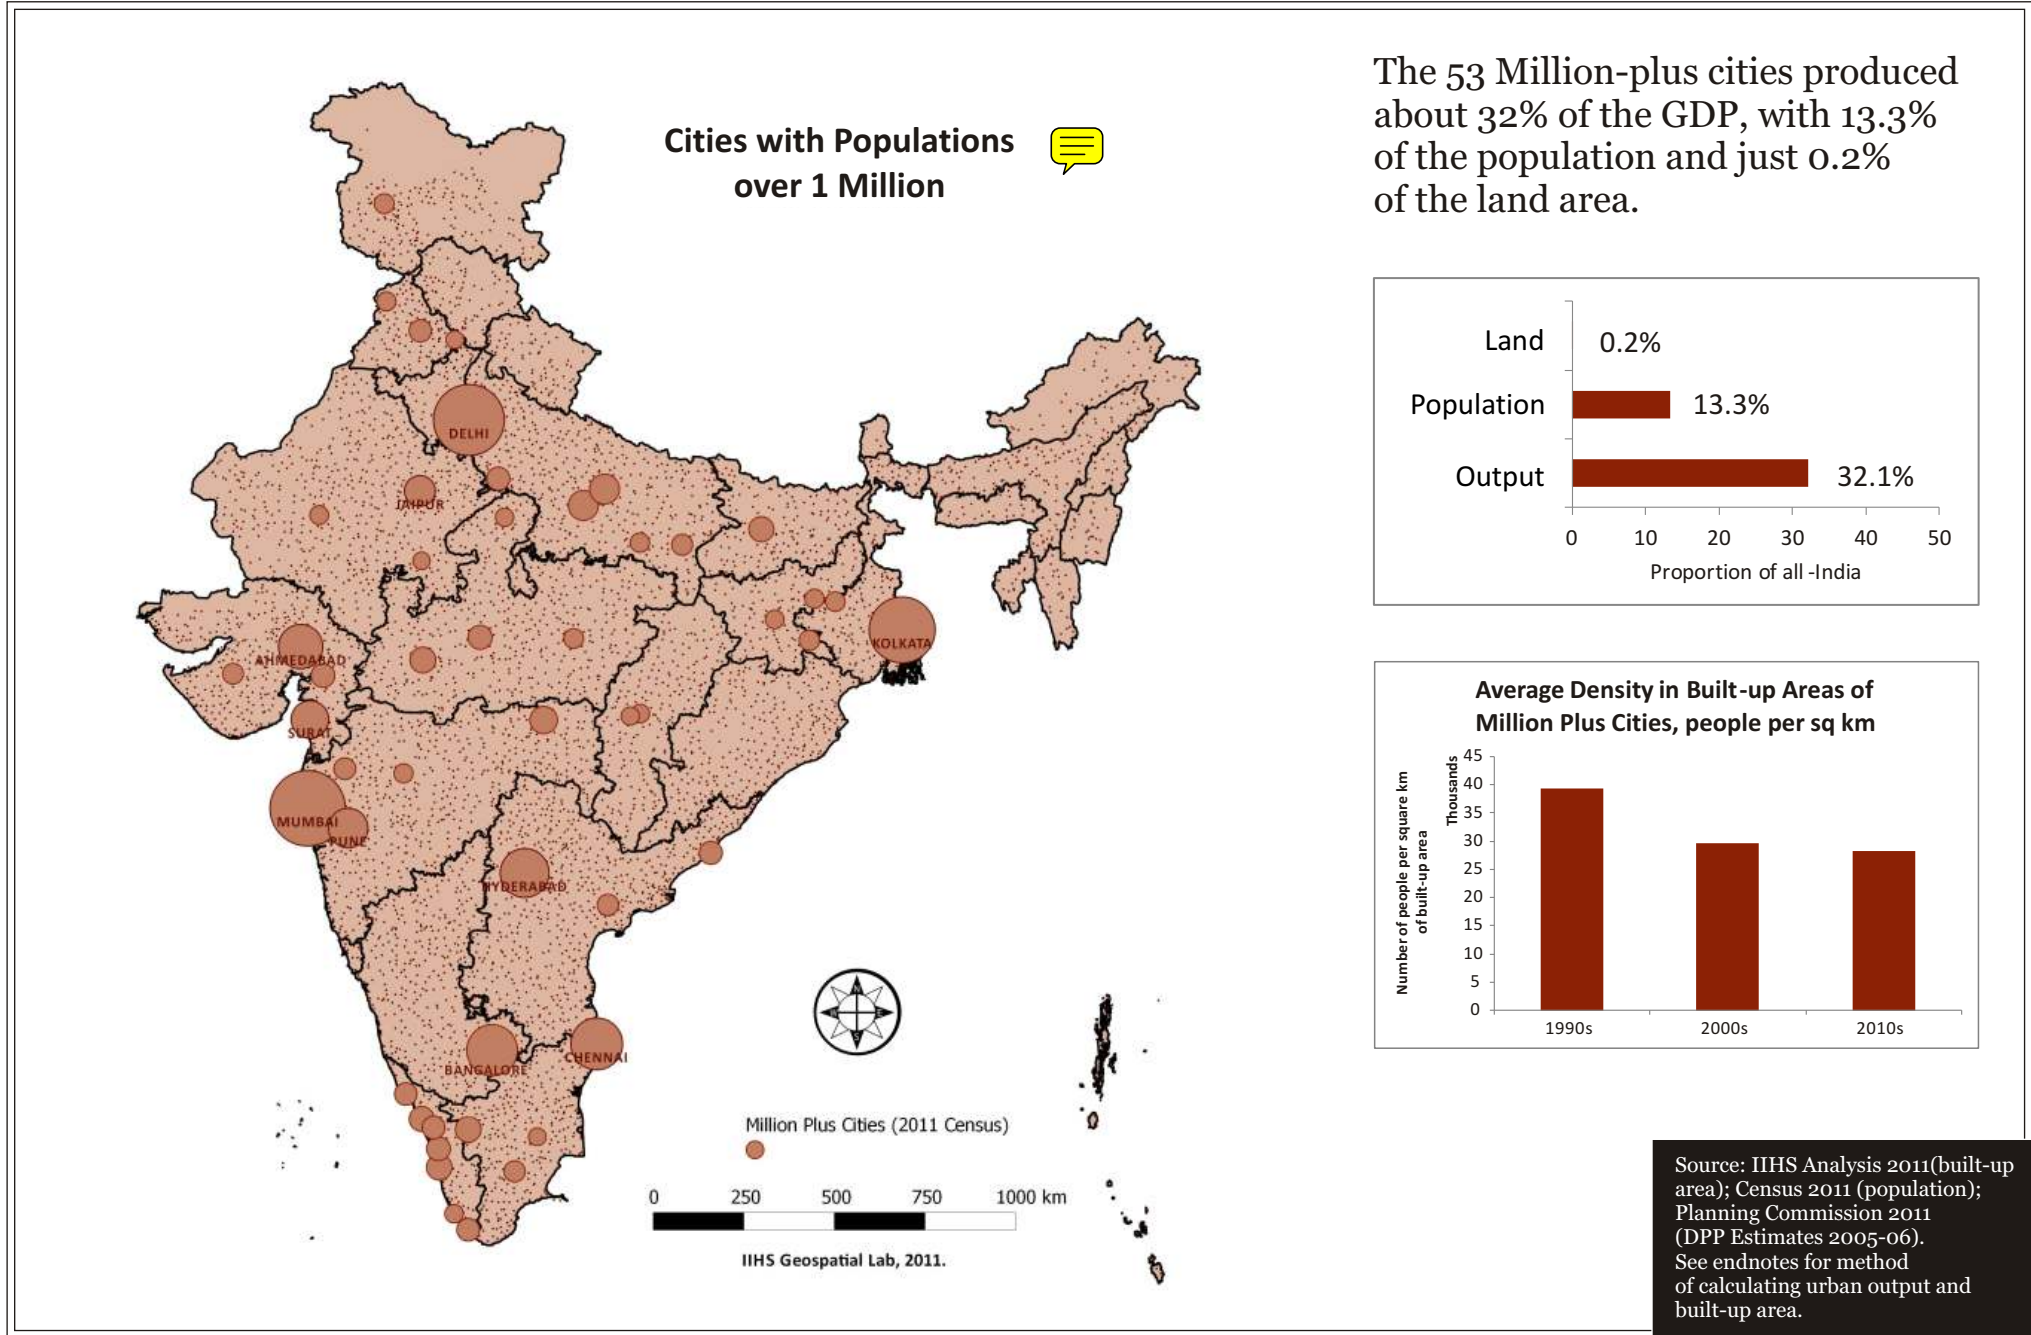 Cities with Populations
over 1 Million
The 53 Million-plus cities produced
about 32% of the GDP, with 13.3%
of the population and just 0.2%
of the land area.
DELHI
JAIPUR
AHMEDABAD
SURAT
KOLKATA
MUMBAI
PUNE
HYDERABAD
BANGALORE
CHENNAI
N
E
S
W
Million Plus Cities (2011 Census)
0 250 500 750 1000 km
IIHS Geospatial Lab, 2011.
Land 0.2%
Population 13.3%
Output 32.1%
0 10 20 30 40 50
Proportion of all -India
Average Density in Built-up Areas of
Million Plus Cities, people per sq km
Number of people per square km
of built-up area
Thousands
45
40
35
30
25
20
15
10
5
0
1990s 2000s 2010s
Source: IIHS Analysis 2011(built-up
area); Census 2011 (population);
Planning Commission 2011
(DPP Estimates 2005-06).
See endnotes for method
of calculating urban output and
built-up area.